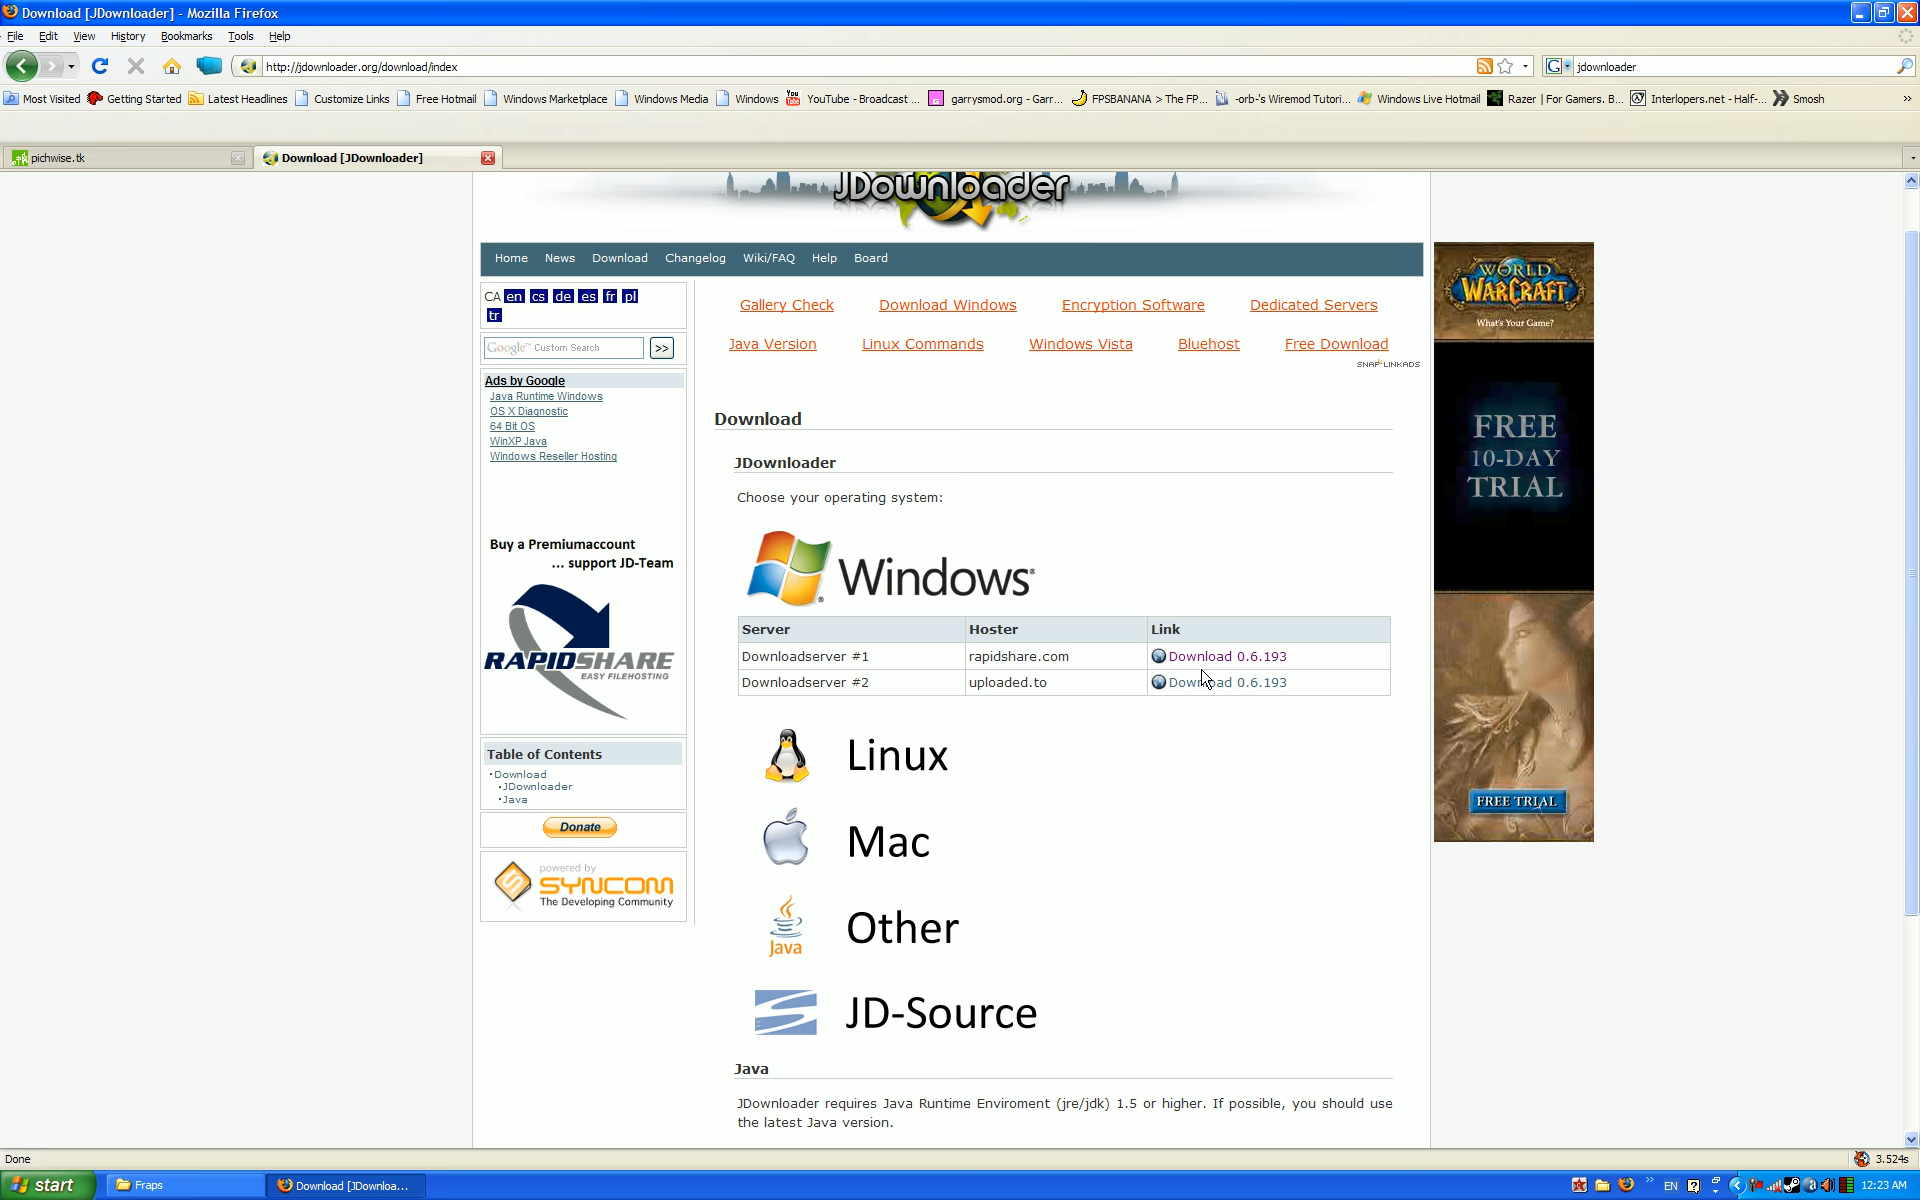 Download [JDownloader] - Mozilla Firefox
File Edit View History Bookmarks Tools Help
http://jdownloader.org/download/index
jdownloader
Most Visited Getting Started Latest Headlines Customize Links Free Hotmail Windows Marketplace Windows Media Windows YouTube - Broadcast ... garrysmod.org - Garr... FPSBANANA > The FP... -orb-'s Wiremod Tutori... Windows Live Hotmail Razer | For Gamers. B... Interlopers.net - Half-... Smosh
pichwise.tk
Download [JDownloader]
JDownloader
Home News Download Changelog Wiki/FAQ Help Board
CA en cs de es fr pl
tr
Google™ Custom Search >>
Ads by Google
Java Runtime Windows
OS X Diagnostic
64 Bit OS
WinXP Java
Windows Reseller Hosting
Buy a Premiumaccount
... support JD-Team
RAPIDSHARE
EASY FILEHOSTING
Table of Contents
Download
JDownloader
Java
Donate
powered by
SYNCOM
The Developing Community
Gallery Check Download Windows Encryption Software Dedicated Servers
Java Version Linux Commands Windows Vista Bluehost Free Download
SNAP LINKADS
Download
JDownloader
Choose your operating system:
Windows®
Server Hoster Link
Downloadserver #1 rapidshare.com Download 0.6.193
Downloadserver #2 uploaded.to Download 0.6.193
Linux
Mac
Java Other
JD-Source
Java
JDownloader requires Java Runtime Enviroment (jre/jdk) 1.5 or higher. If possible, you should use
the latest Java version.
WORLD
WARCRAFT
What's Your Game?
FREE
10-DAY
TRIAL
FREE TRIAL
Done
3.524s
start Fraps Download [JDownloa... EN 12:23 AM